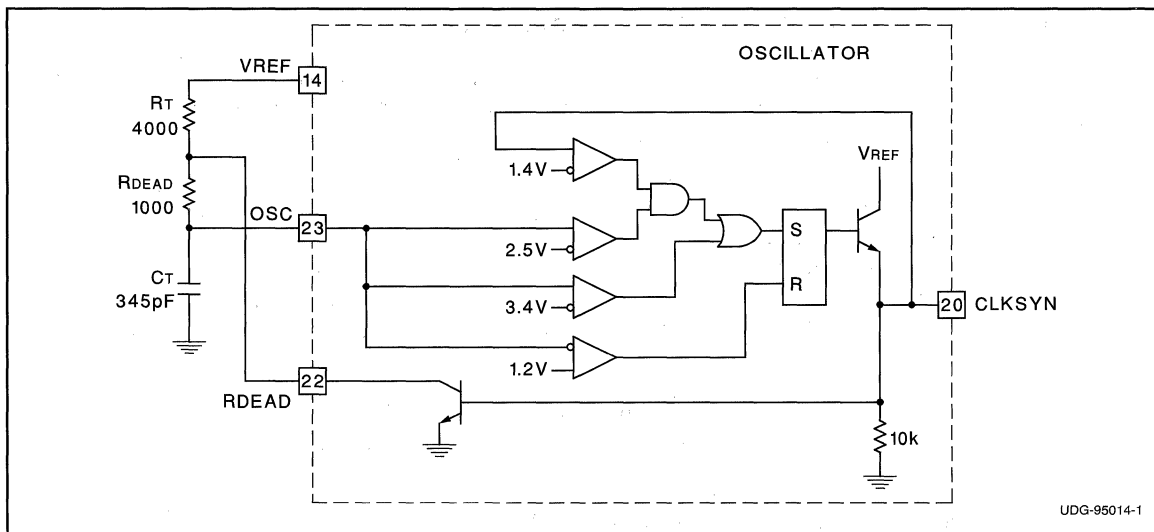 OSCILLATOR
VREF
14
RT
4000
RDEAD
1000
OSC
23
CT
345pF
RDEAD
22
1.4V
2.5V
3.4V
1.2V
S
R
VREF
20
CLKSYN
10k
UDG-95014-1